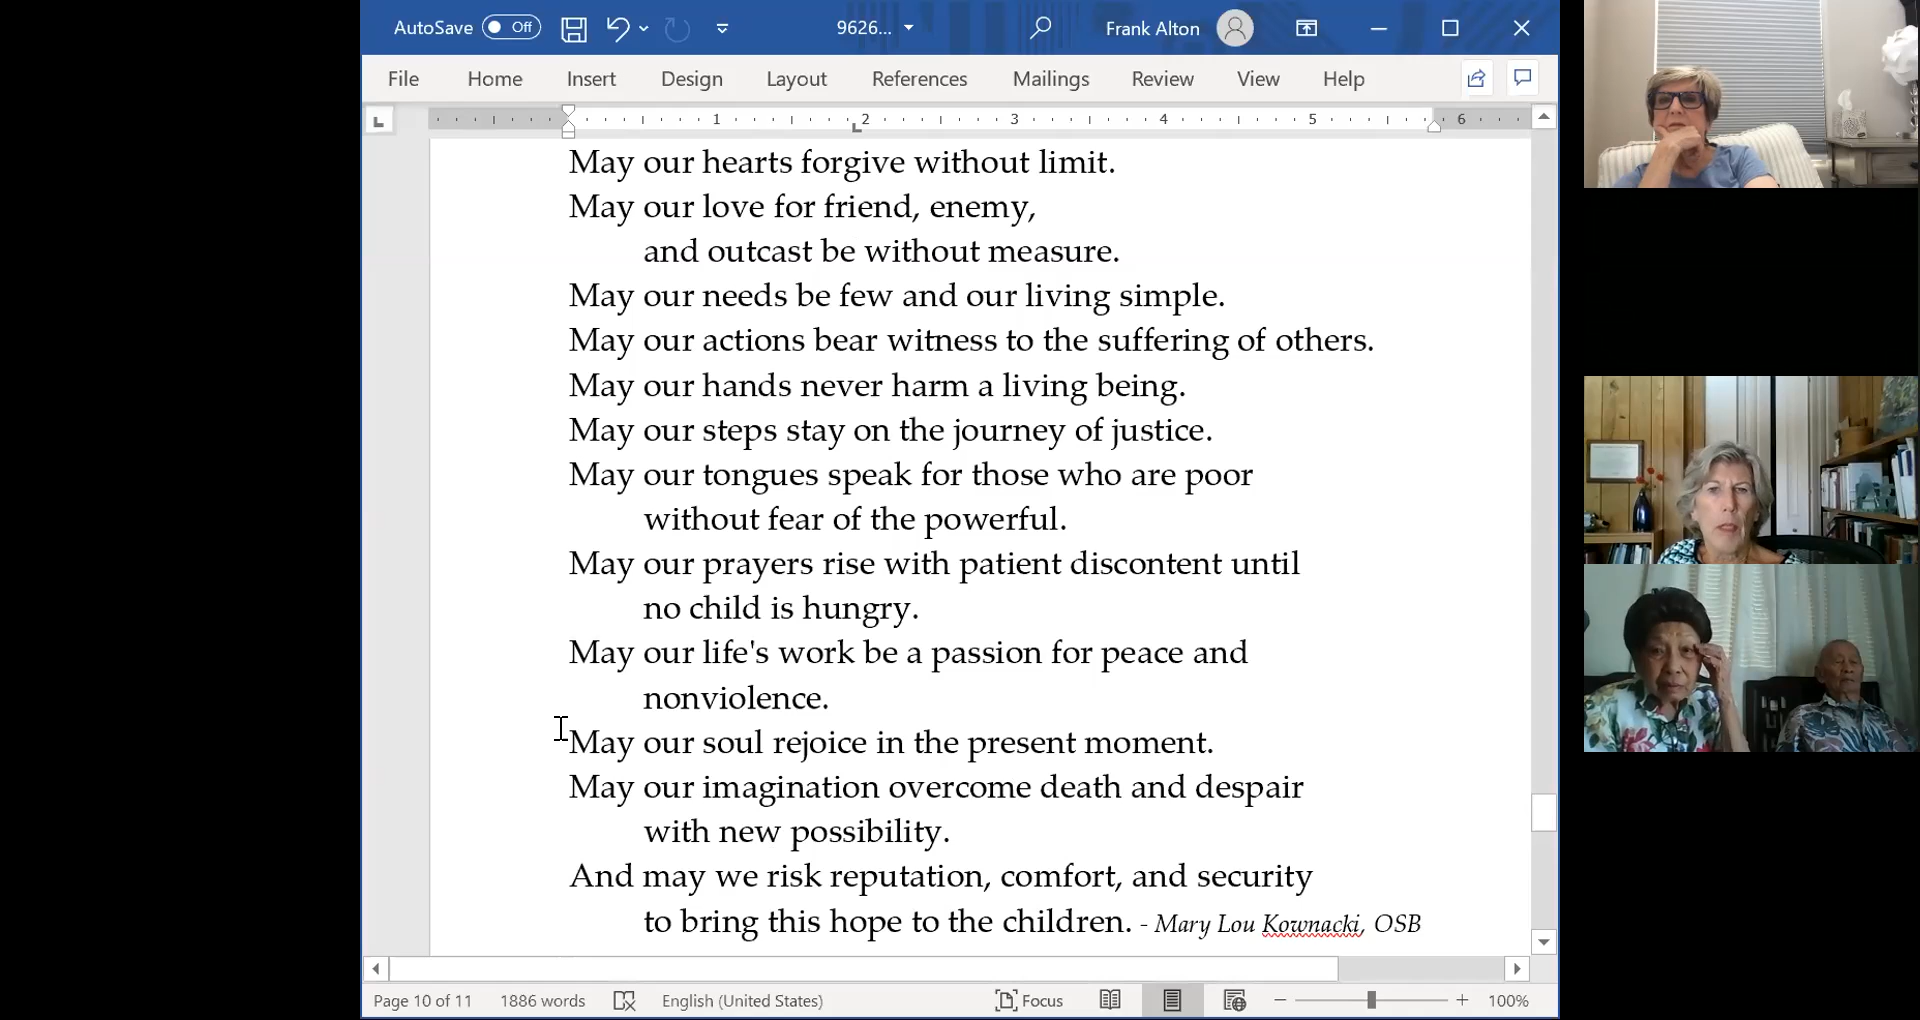 AutoSave Off 9626... Frank Alton
File Home Insert Design Layout References Mailings Review View Help
1 2 3 4 5 6
May our hearts forgive without limit.
May our love for friend, enemy,
and outcast be without measure.
May our needs be few and our living simple.
May our actions bear witness to the suffering of others.
May our hands never harm a living being.
May our steps stay on the journey of justice.
May our tongues speak for those who are poor
without fear of the powerful.
May our prayers rise with patient discontent until
no child is hungry.
May our life's work be a passion for peace and
nonviolence.
May our soul rejoice in the present moment.
May our imagination overcome death and despair
with new possibility.
And may we risk reputation, comfort, and security
to bring this hope to the children. - Mary Lou Kownacki, OSB
Page 10 of 11 1886 words English (United States) Focus 100%